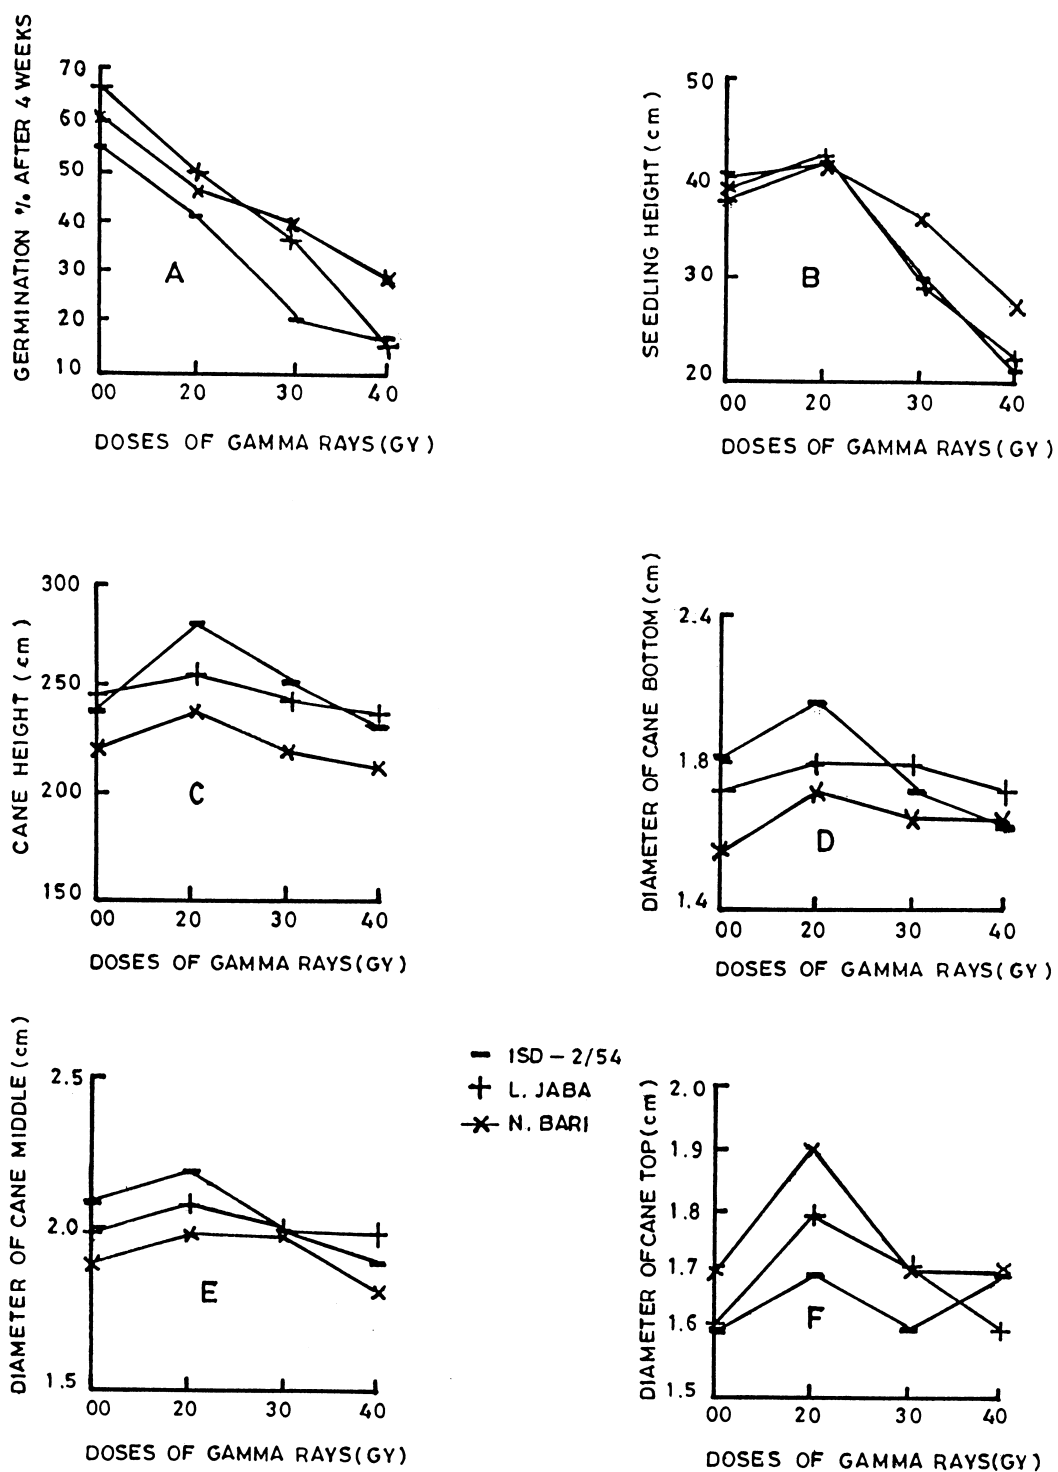 GERMINATION % AFTER 4 WEEKS
70
60
50
40
30
20
10
A
00 20 30 40
DOSES OF GAMMA RAYS(GY)
SEEDLING HEIGHT (cm)
50
40
30
20
B
00 20 30 40
DOSES OF GAMMA RAYS(GY)
CANE HEIGHT (cm)
300
250
200
150
C
00 20 30 40
DOSES OF GAMMA RAYS(GY)
DIAMETER OF CANE BOTTOM (cm)
2.4
1.8
1.4
D
00 20 30 40
DOSES OF GAMMA RAYS(GY)
DIAMETER OF CANE MIDDLE (cm)
2.5
2.0
1.5
E
00 20 30 40
DOSES OF GAMMA RAYS(GY)
ISD - 2/54
L. JABA
N. BARI
DIAMETER OF CANE TOP (cm)
2.0
1.9
1.8
1.7
1.6
1.5
F
00 20 30 40
DOSES OF GAMMA RAYS(GY)